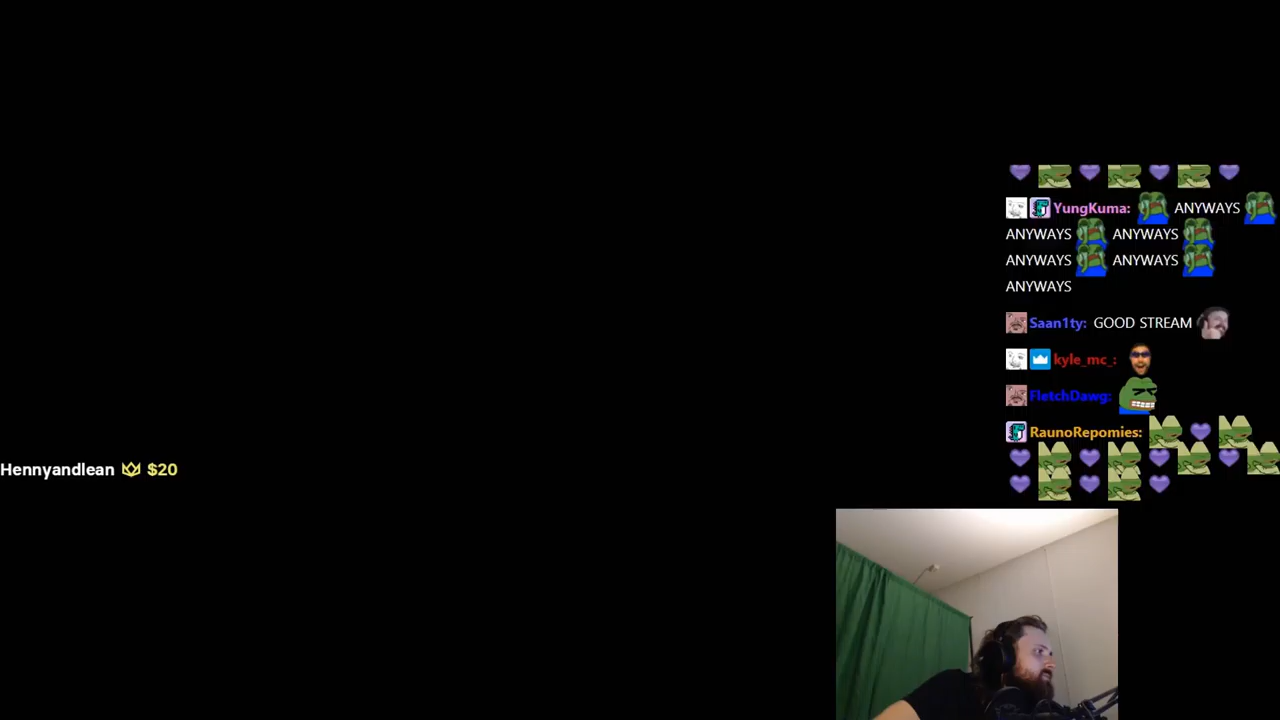 YungKuma: ANYWAYS
ANYWAYS ANYWAYS
ANYWAYS ANYWAYS
ANYWAYS
Saan1ty: GOOD STREAM
kyle_mc_:
FletchDawg:
RaunoRepomies:
Hennyandlean $20